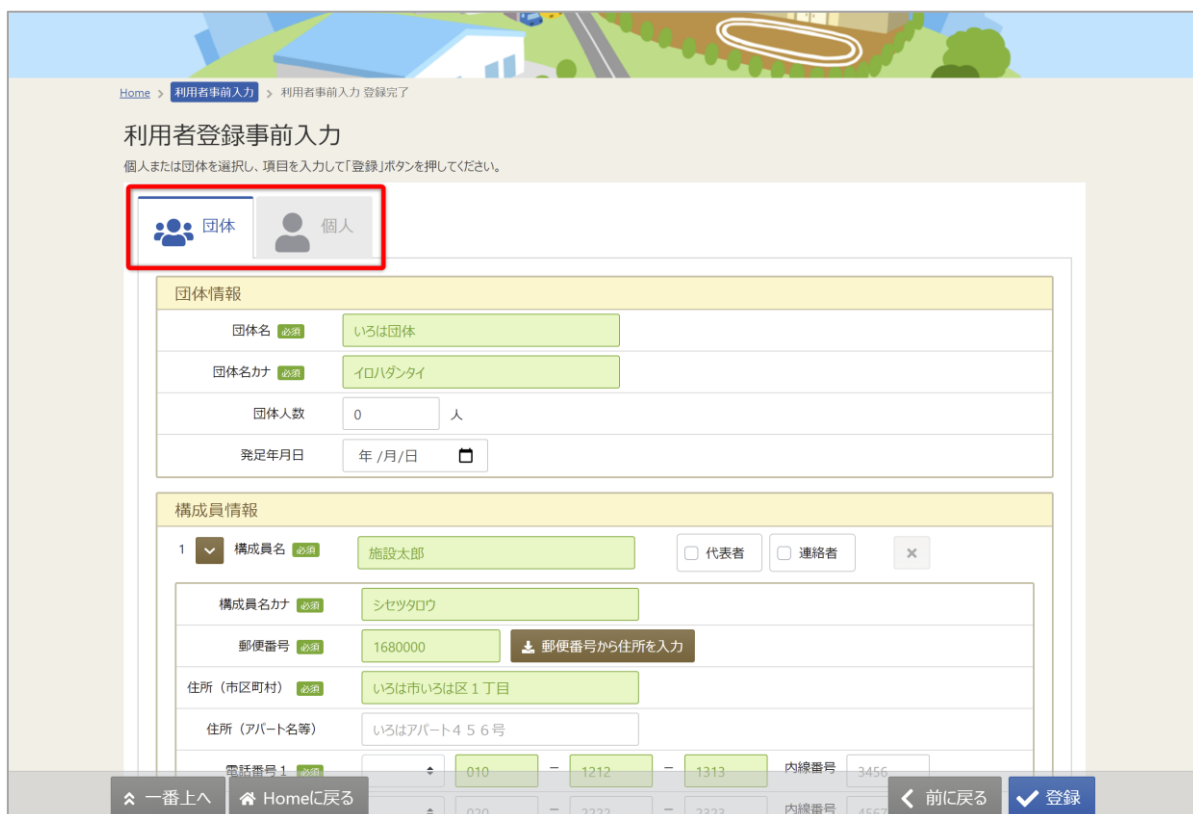 Home > 利用者事前入力 > 利用者事前入力 登録完了
利用者登録事前入力
個人または団体を選択し、項目を入力して「登録」ボタンを押してください。
団体 個人
団体情報
団体名 必須 いろは団体
団体名カナ 必須 イロハダンタイ
団体人数 0 人
発足年月日 年 /月/日
構成員情報
1 構成員名 必須 施設太郎 代表者 連絡者 ×
構成員名カナ 必須 シセツタロウ
郵便番号 必須 1680000 郵便番号から住所を入力
住所（市区町村） 必須 いろは市いろは区１丁目
住所（アパート名等） いろはアパート４５６号
電話番号１ 必須 010 － 1212 － 1313 内線番号 3456
一番上へ Homeに戻る 前に戻る 登録
020 － 2222 － 2323 内線番号 4567